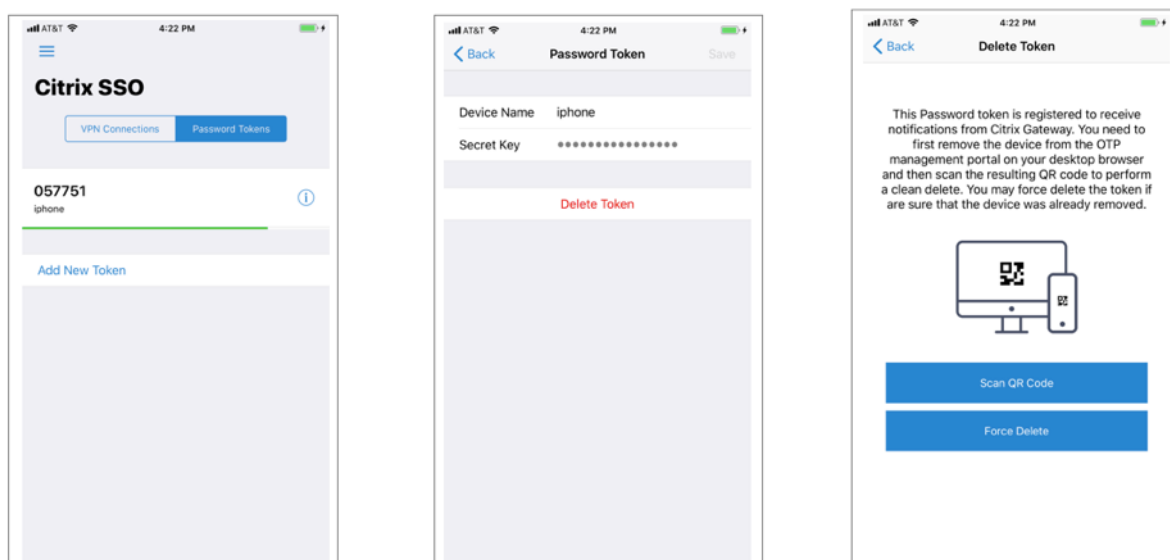 AT&T 4:22 PM
Citrix SSO
VPN Connections Password Tokens
057751
iphone
Add New Token
AT&T 4:22 PM
Back Password Token Save
Device Name iphone
Secret Key ••••••••••••••••
Delete Token
AT&T 4:22 PM
Back Delete Token
This Password token is registered to receive
notifications from Citrix Gateway. You need to
first remove the device from the OTP
management portal on your desktop browser
and then scan the resulting QR code to perform
a clean delete. You may force delete the token if
are sure that the device was already removed.
Scan QR Code
Force Delete